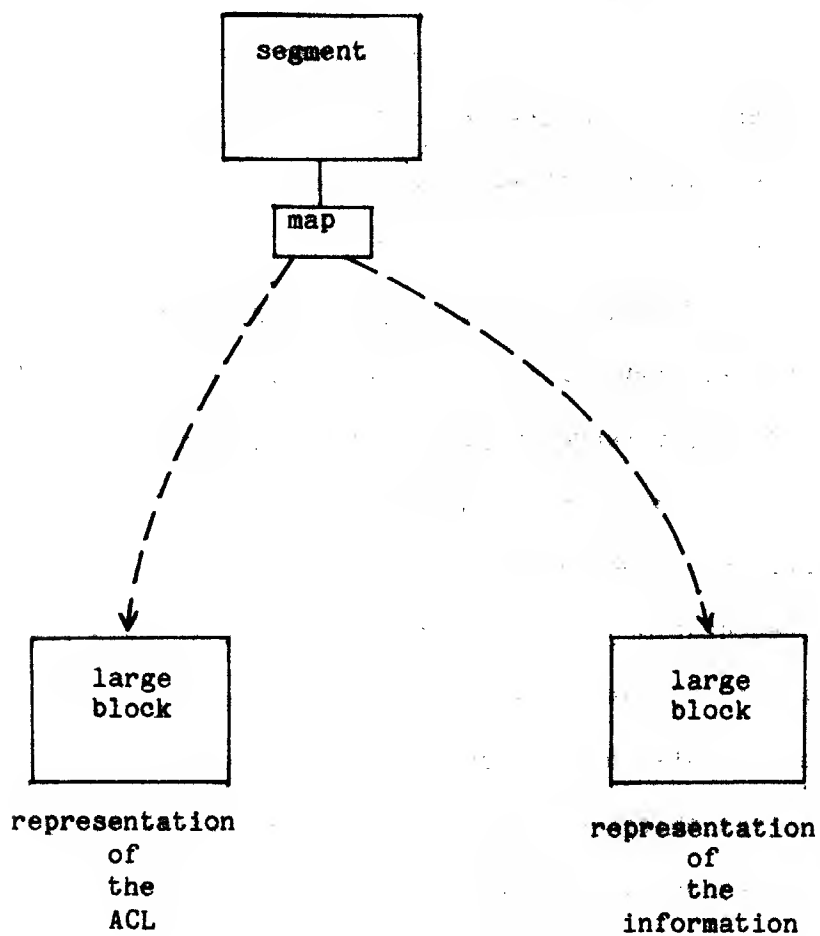 segment
map
large
block
representation
of
the
ACL
large
block
representation
of
the
information